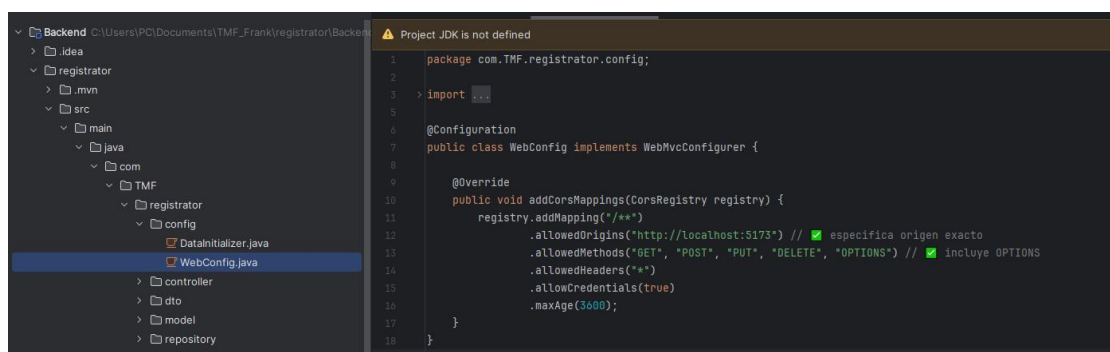 Backend C:\Users\PC\Documents\TMF_Frank\registrator\Backend
.idea
registrator
.mvn
src
main
java
com
TMF
registrator
config
DataInitializer.java
WebConfig.java
controller
dto
model
repository
Project JDK is not defined
1 package com.TMF.registrator.config;
2
3 import ...
5
6 @Configuration
7 public class WebConfig implements WebMvcConfigurer {
8
9 @Override
10 public void addCorsMappings(CorsRegistry registry) {
11 registry.addMapping("/**")
12 .allowedOrigins("http://localhost:5173") // ✅ especifica origen exacto
13 .allowedMethods("GET", "POST", "PUT", "DELETE", "OPTIONS") // ✅ incluye OPTIONS
14 .allowedHeaders("*")
15 .allowCredentials(true)
16 .maxAge(3600);
17 }
18 }